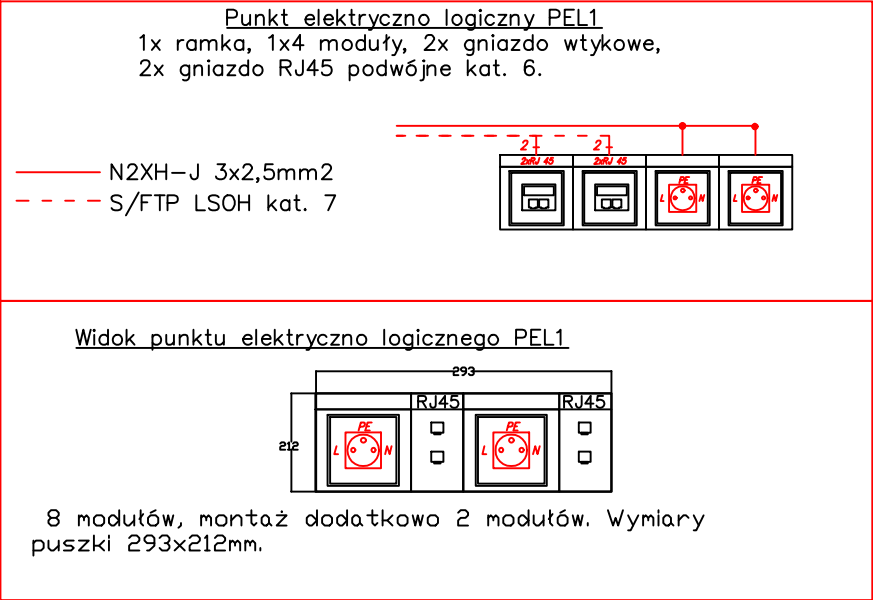 Punkt elektryczno logiczny PEL1
1x ramka, 1x4 moduły, 2x gniazdo wtykowe,
2x gniazdo RJ45 podwójne kat. 6.
N2XH-J 3x2,5mm2
S/FTP LSOH kat. 7
2 2
2xRJ 45 2xRJ 45
PE PE
L N L N
Widok punktu elektryczno logicznego PEL1
293
RJ45 RJ45
212
PE PE
L N L N
8 modułów, montaż dodatkowo 2 modułów. Wymiary
puszki 293x212mm.